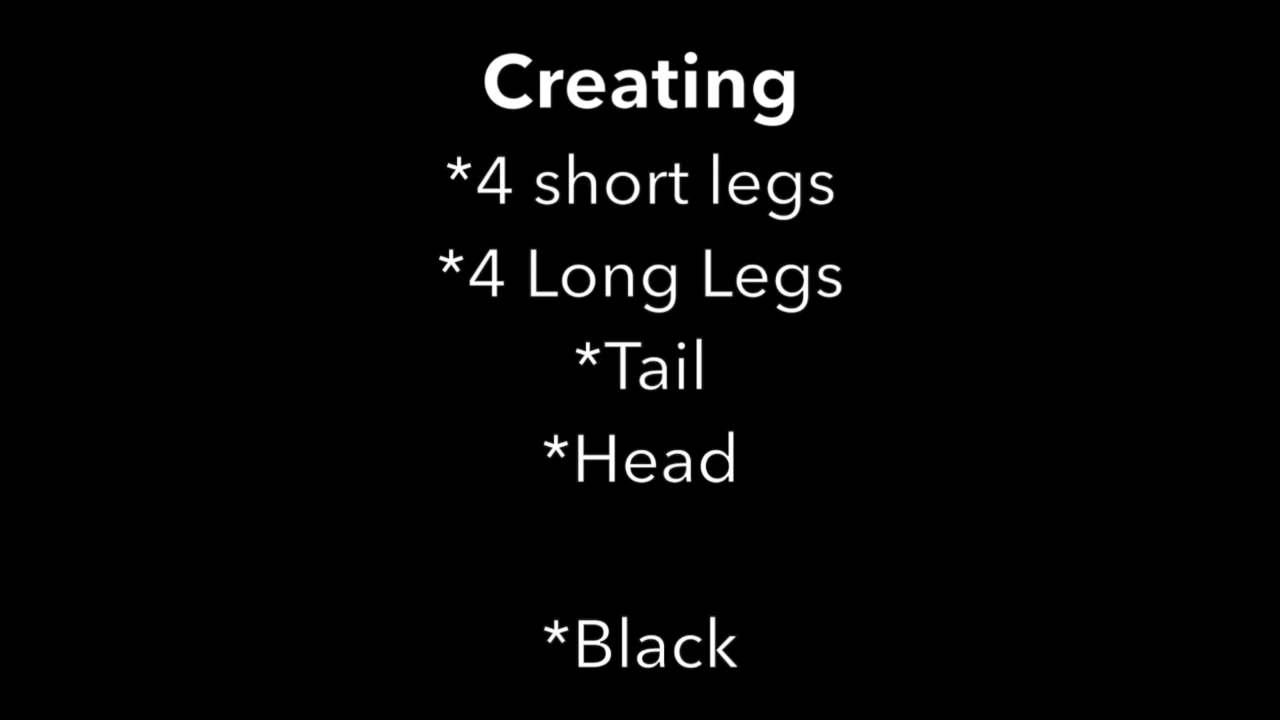 Creating
*4 short legs
*4 Long Legs
*Tail
*Head
*Black